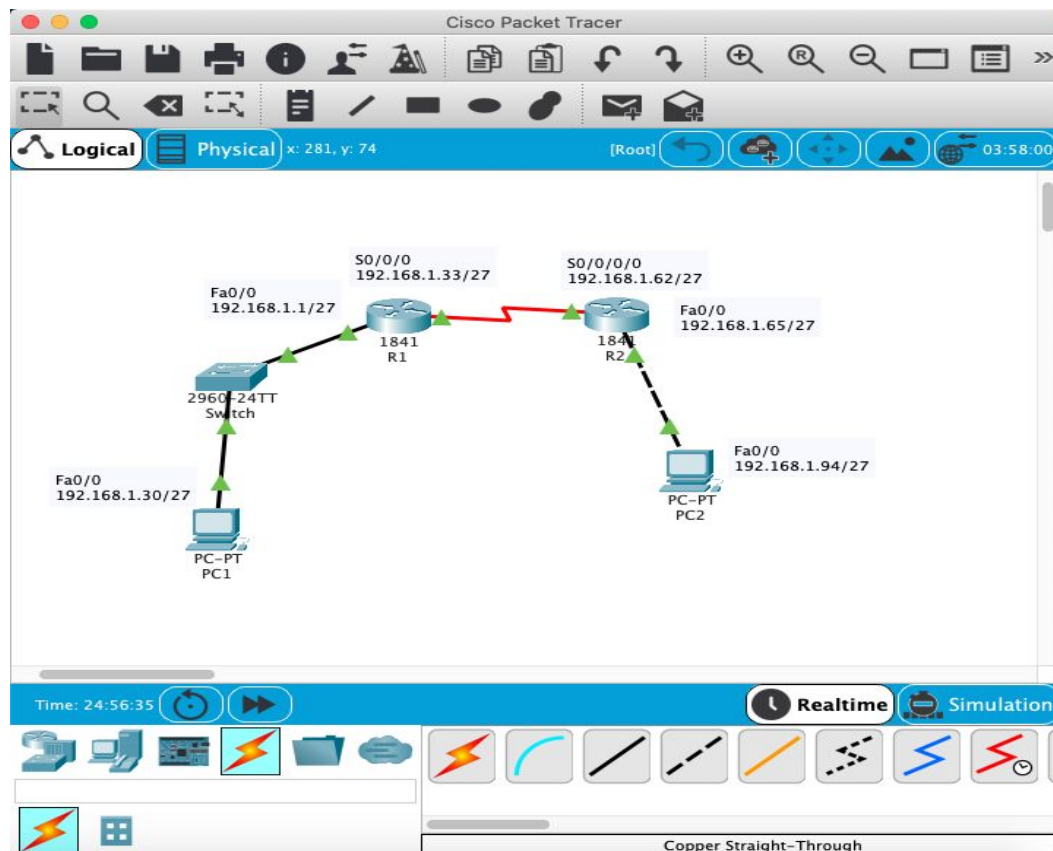 Cisco Packet Tracer
Logical
Physical
x: 281, y: 74
[Root]
03:58:00
S0/0/0
192.168.1.33/27
S0/0/0/0
192.168.1.62/27
Fa0/0
192.168.1.1/27
Fa0/0
192.168.1.65/27
1841
R1
1841
R2
2960-24TT
Switch
Fa0/0
192.168.1.94/27
Fa0/0
192.168.1.30/27
PC-PT
PC2
PC-PT
PC1
Time: 24:56:35
Realtime
Simulation
Copper Straight-Through